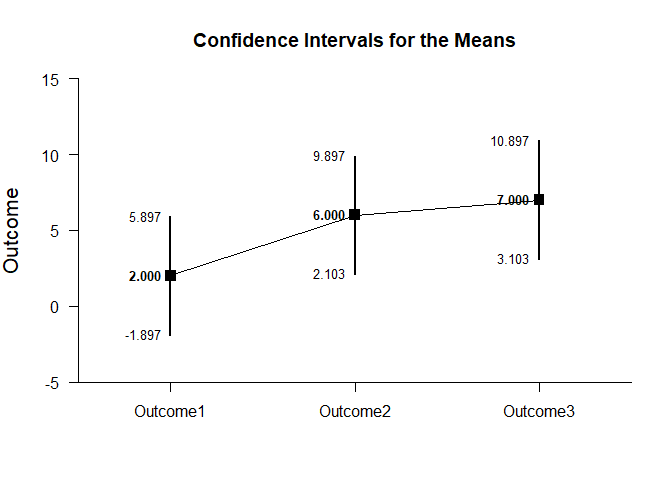 Confidence Intervals for the Means
Outcome
15
10
5
0
-5
5.897
2.000
-1.897
9.897
6.000
2.103
10.897
7.000
3.103
Outcome1
Outcome2
Outcome3